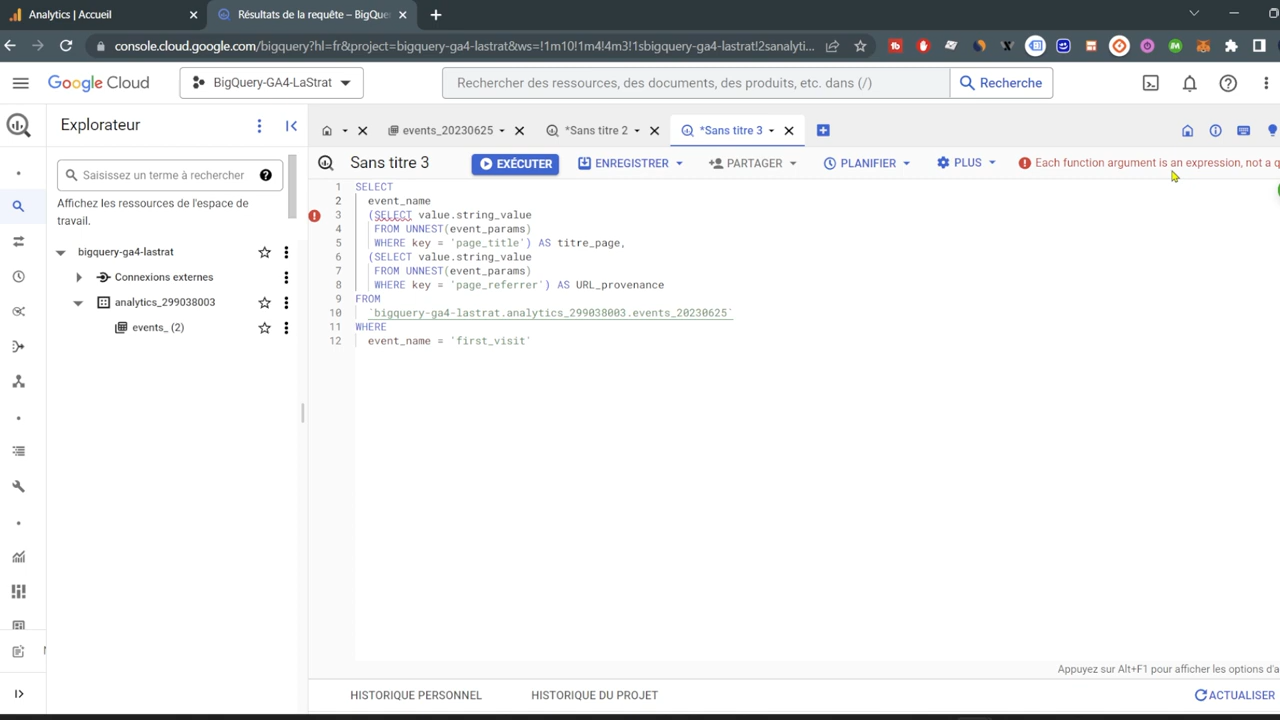 Analytics | Accueil
Résultats de la requête – BigQue
console.cloud.google.com/bigquery?hl=fr&project=bigquery-ga4-lastrat&ws=!1m10!1m4!4m3!1sbigquery-ga4-lastrat!2sanalyti...
Google Cloud
BigQuery-GA4-LaStrat
Rechercher des ressources, des documents, des produits, etc. dans (/)
Recherche
Explorateur
events_20230625
*Sans titre 2
*Sans titre 3
Sans titre 3
EXÉCUTER
ENREGISTRER
PARTAGER
PLANIFIER
PLUS
Each function argument is an expression, not a q
Saisissez un terme à rechercher
Affichez les ressources de l'espace de
travail.
bigquery-ga4-lastrat
Connexions externes
analytics_299038003
events_ (2)
1 SELECT
2 event_name
3 (SELECT value.string_value
4 FROM UNNEST(event_params)
5 WHERE key = 'page_title') AS titre_page,
6 (SELECT value.string_value
7 FROM UNNEST(event_params)
8 WHERE key = 'page_referrer') AS URL_provenance
9 FROM
10 `bigquery-ga4-lastrat.analytics_299038003.events_20230625`
11 WHERE
12 event_name = 'first_visit'
Appuyez sur Alt+F1 pour afficher les options d'a
HISTORIQUE PERSONNEL
HISTORIQUE DU PROJET
ACTUALISER